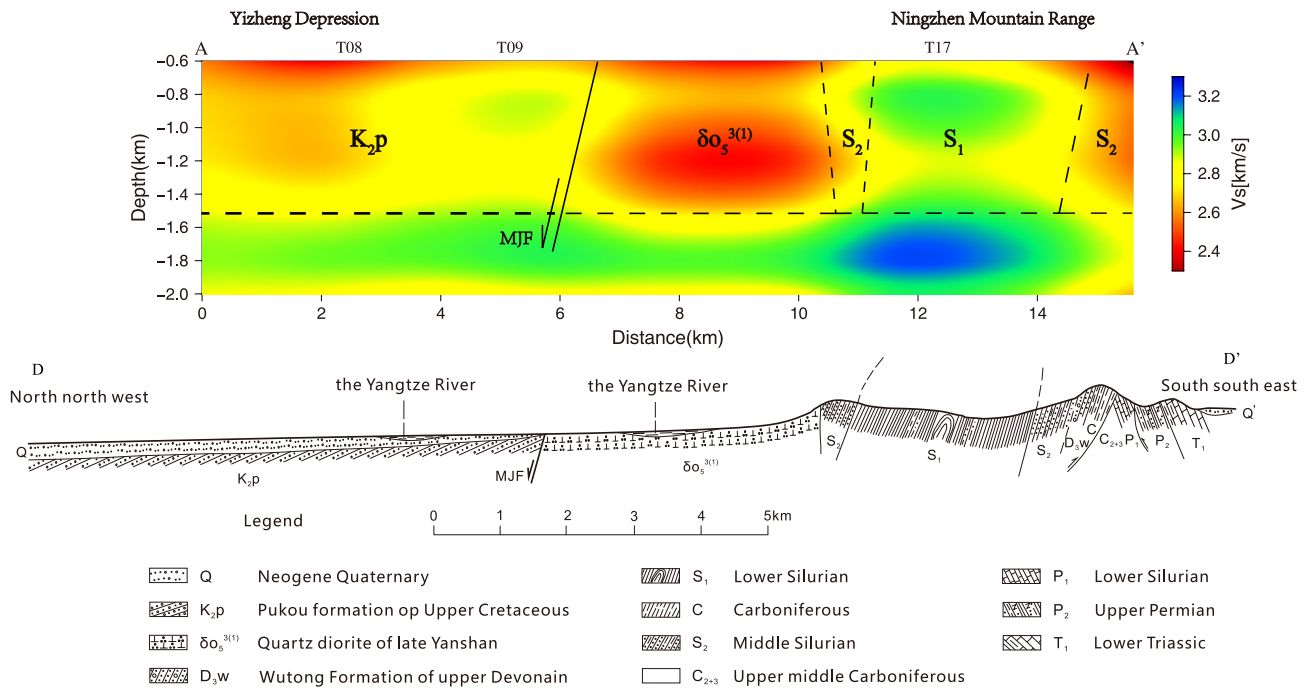 Yizheng Depression Ningzhen Mountain Range
A T08 T09 T17 A'
−0.6
−0.8
−1.0
−1.2
−1.4
−1.6
−1.8
−2.0
Depth(km)
K₂p δo₅³⁽¹⁾ S₂ S₁ S₂
MJF
0 2 4 6 8 10 12 14
Distance(km)
3.2
3.0
2.8
2.6
2.4
Vs[km/s]
D D'
North north west the Yangtze River the Yangtze River South south east
Q K₂p MJF δo₅³⁽¹⁾ S₂ S₁ S₂ D₃w C C₂₊₃ P₁ P₂ T₁ Q'
Legend 0 1 2 3 4 5km
Q Neogene Quaternary S₁ Lower Silurian P₁ Lower Silurian
K₂p Pukou formation op Upper Cretaceous C Carboniferous P₂ Upper Permian
δo₅³⁽¹⁾ Quartz diorite of late Yanshan S₂ Middle Silurian T₁ Lower Triassic
D₃w Wutong Formation of upper Devonain C₂₊₃ Upper middle Carboniferous